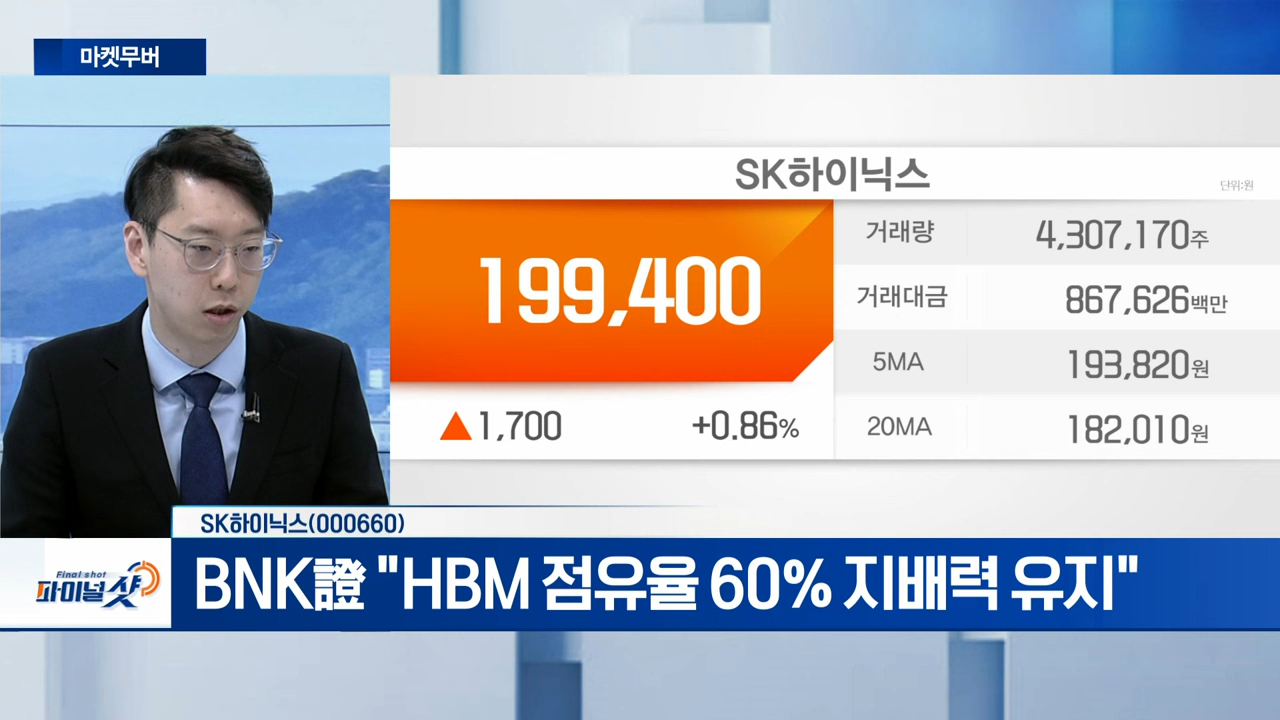 마켓무버
SK하이닉스
단위:원
199,400
▲1,700 +0.86%
거래량 4,307,170주
거래대금 867,626백만
5MA 193,820원
20MA 182,010원
SK하이닉스(000660)
Final shot
파이널샷
BNK證 "HBM 점유율 60% 지배력 유지"